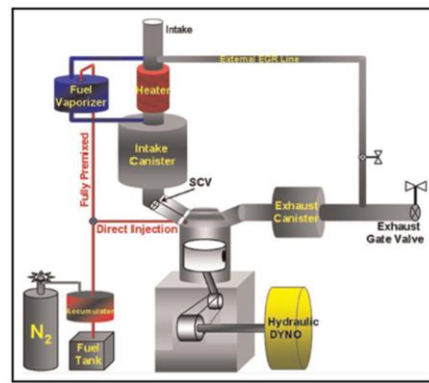 Intake
External EGR Line
Fuel
Vaporizer
Heater
Intake
Canister
Fully Premixed
SCV
Exhaust
Canister
Direct Injection
Exhaust
Gate Valve
N2
Accumulator
Fuel
Tank
Hydraulic
DYNO